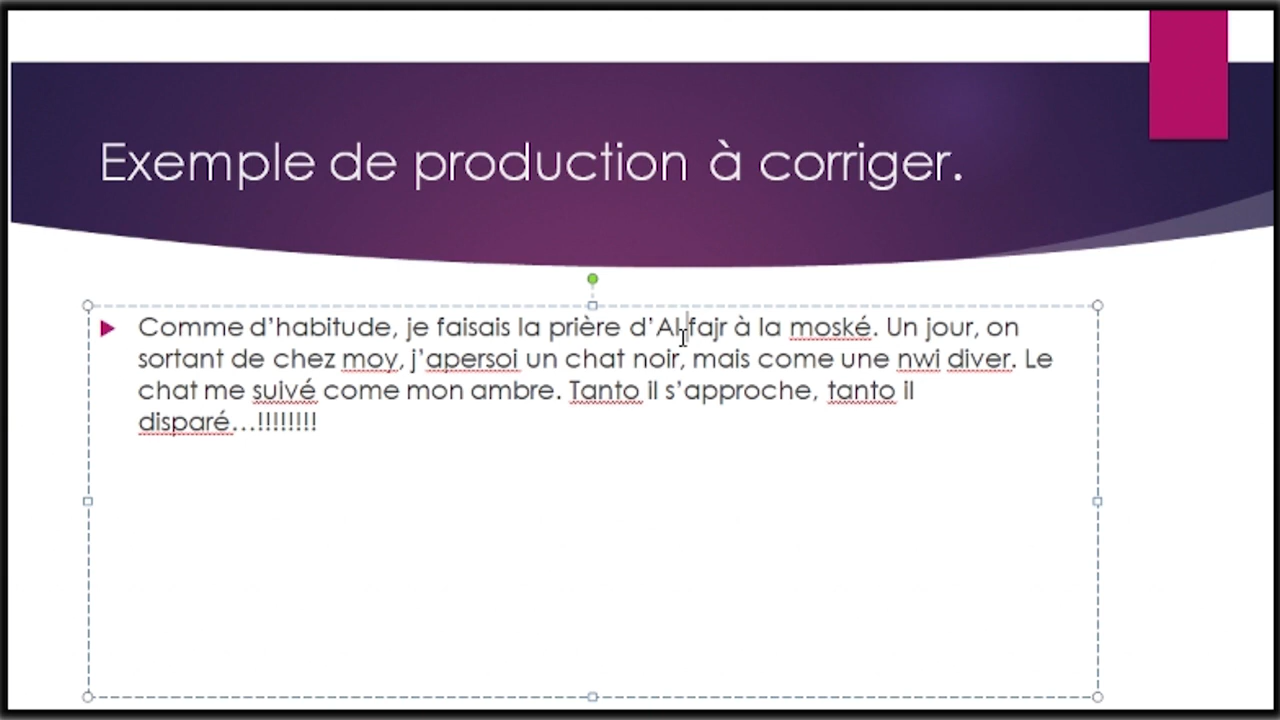 Exemple de production à corriger.
Comme d'habitude, je faisais la prière d'Al fajr à la moské. Un jour, on
sortant de chez moy, j'apersoi un chat noir, mais come une nwi diver. Le
chat me suivé come mon ambre. Tanto il s'approche, tanto il
disparé…!!!!!!!!